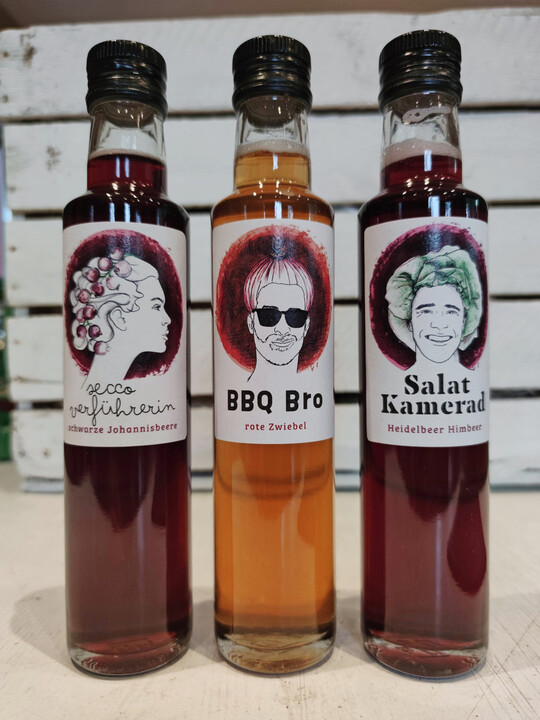 secco
verführerin
schwarze Johannisbeere
BBQ Bro
rote Zwiebel
Salat
Kamerad
Heidelbeer Himbeer